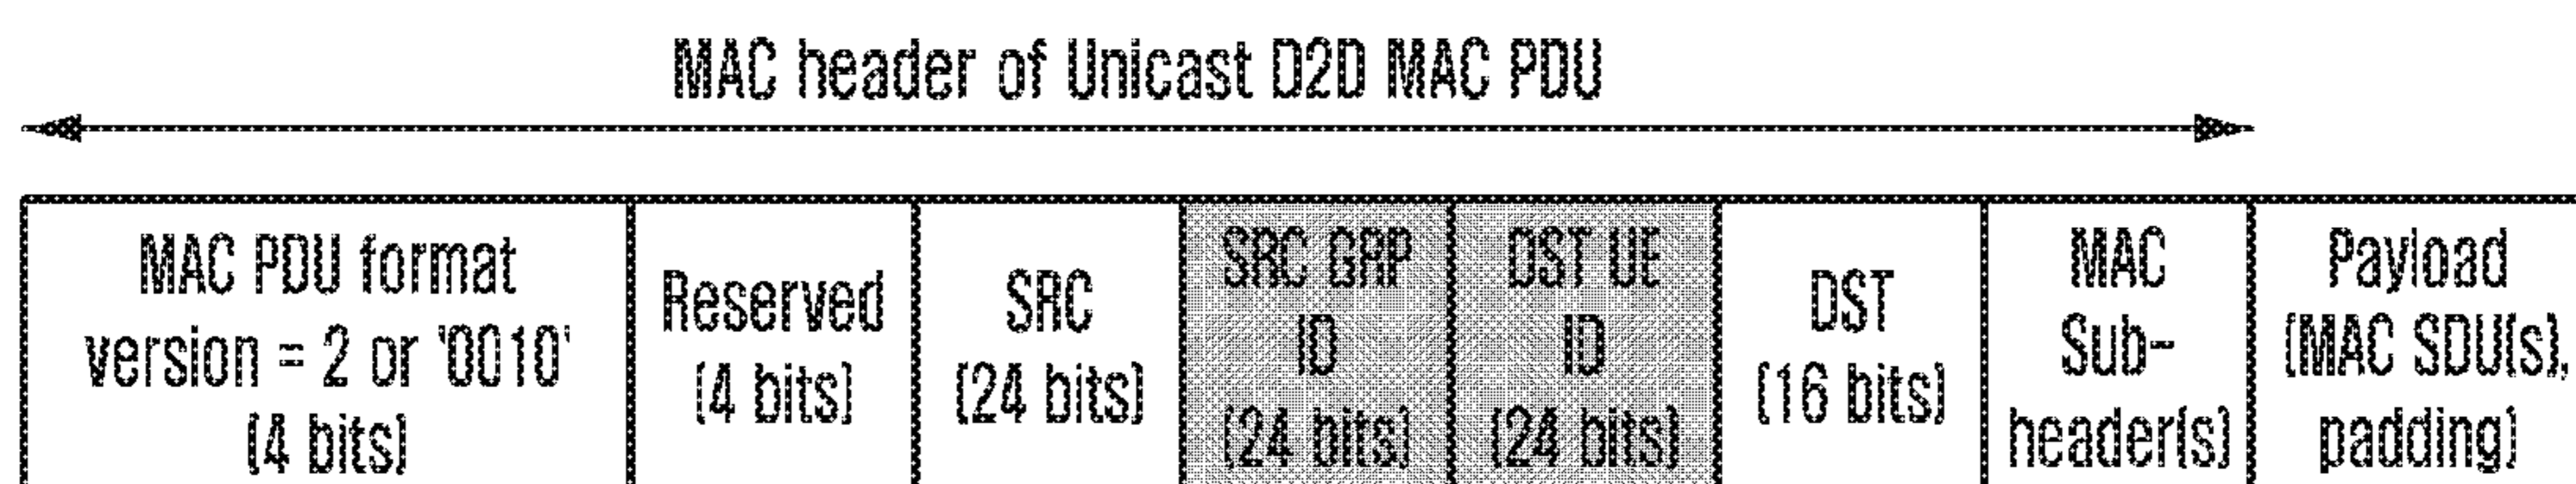 MAC header of Unicast D2D MAC PDU
MAC PDU format
version = 2 or '0010'
(4 bits)
Reserved
(4 bits)
SRC
(24 bits)
SRC GRP
ID
(24 bits)
DST UE
ID
(24 bits)
DST
(16 bits)
MAC
Sub-
header(s)
Payload
(MAC SDU(s),
padding)